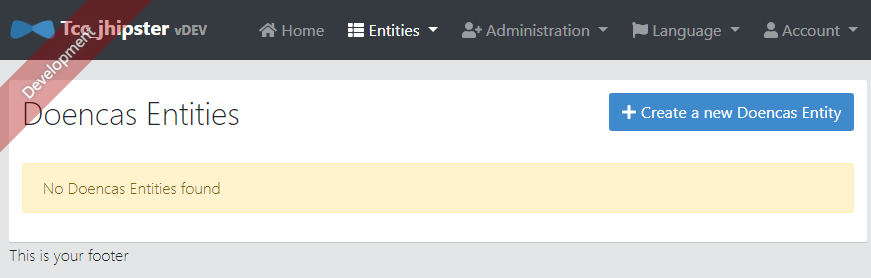 Tcc jhipster vDEV Home Entities Administration Language Account
Development
Doencas Entities
Create a new Doencas Entity
No Doencas Entities found
This is your footer